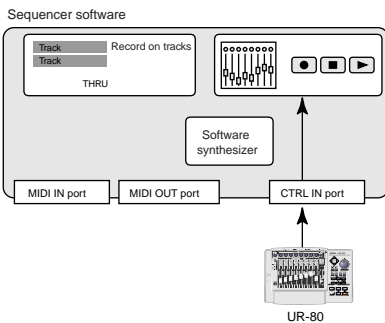 Sequencer software
Track Record on tracks
Track
THRU
Software
synthesizer
MIDI IN port MIDI OUT port CTRL IN port
UR-80